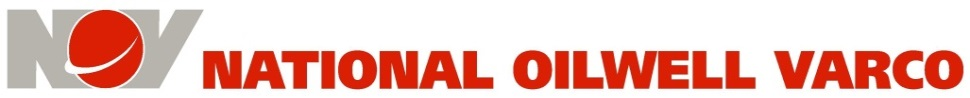 NOV NATIONAL OILWELL VARCO